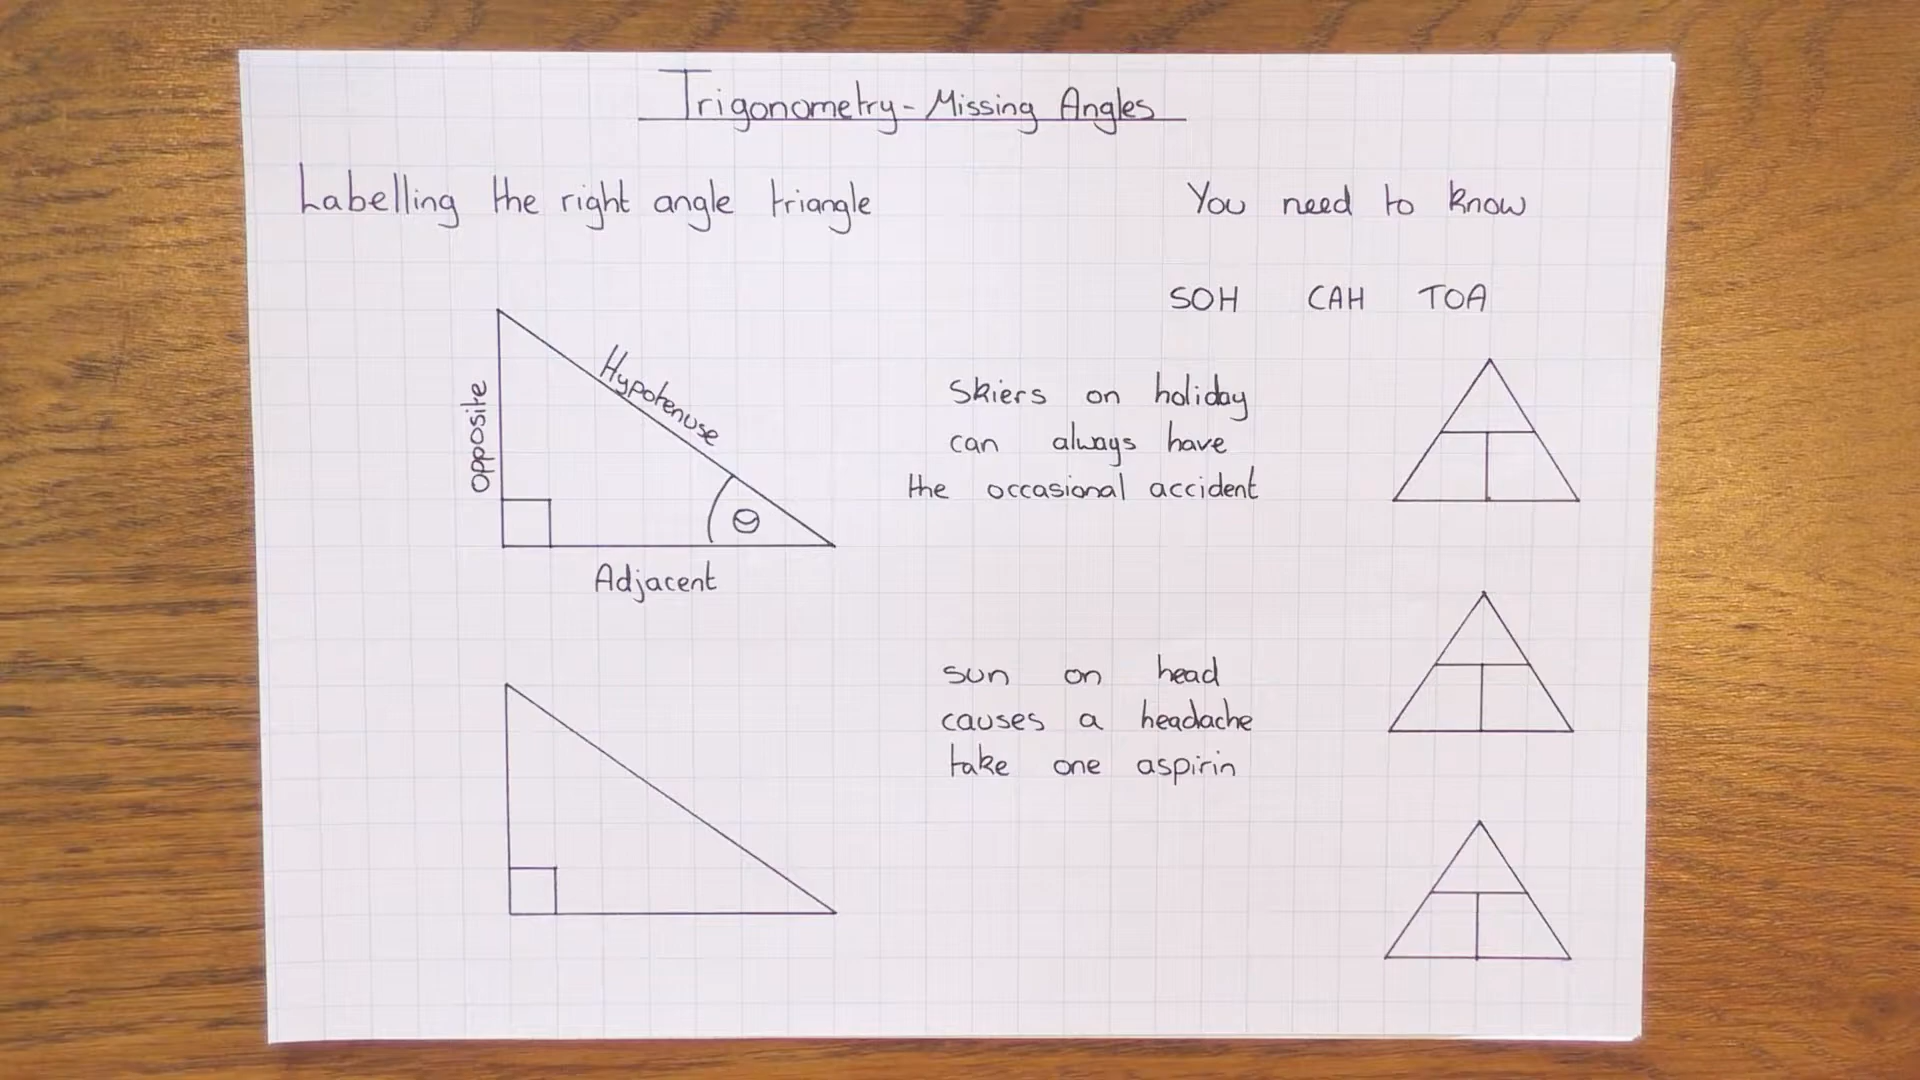 Trigonometry - Missing Angles
Labelling the right angle triangle
Opposite
Hypotenuse
Θ
Adjacent
You need to know
SOH CAH TOA
Skiers on holiday
can always have
the occasional accident
sun on head
causes a headache
take one aspirin